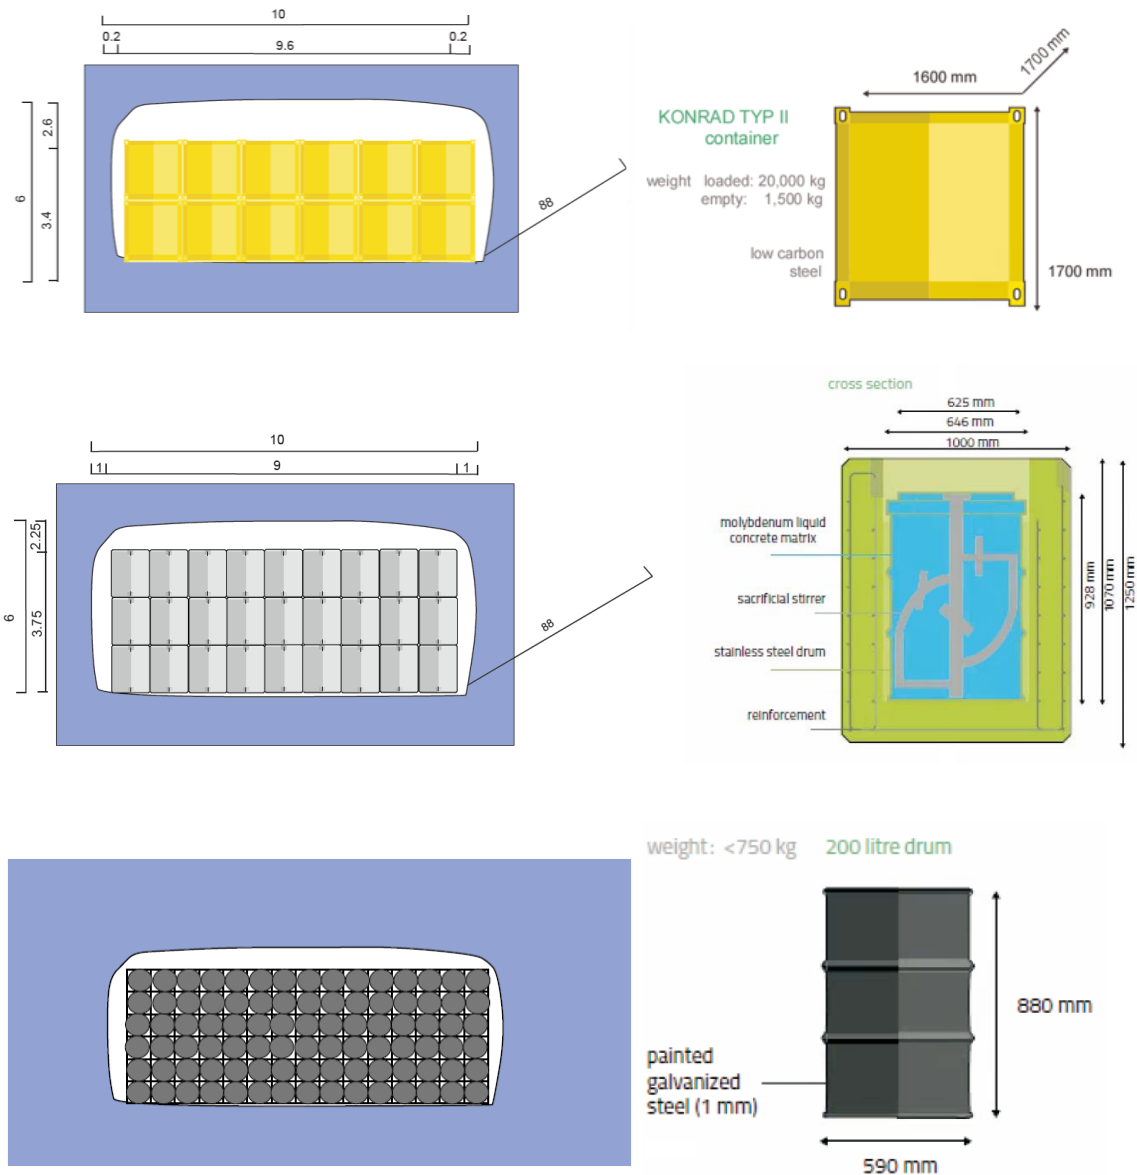 10
0.2
9.6
0.2
2.6
6
3.4
88
KONRAD TYP II
container
weight loaded: 20,000 kg
empty: 1,500 kg
low carbon
steel
1600 mm
1700 mm
1700 mm
10
1
9
1
2.25
6
3.75
88
cross section
625 mm
646 mm
1000 mm
molybdenum liquid
concrete matrix
sacrificial stirrer
stainless steel drum
reinforcement
928 mm
1070 mm
1250 mm
weight: <750 kg 200 litre drum
880 mm
painted
galvanized
steel (1 mm)
590 mm